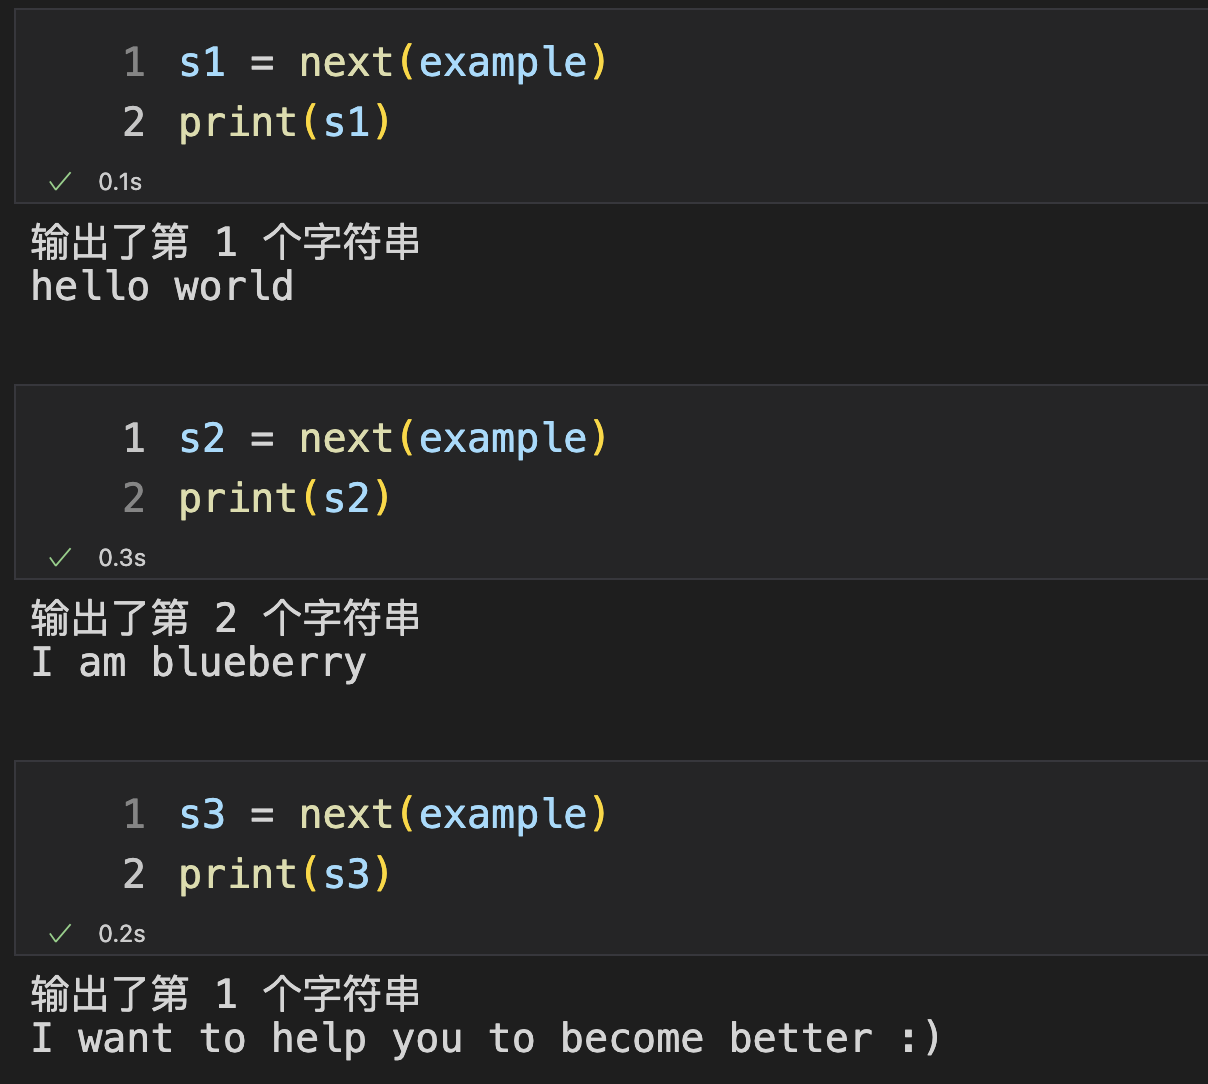 1 s1 = next(example)
2 print(s1)
0.1s
输出了第 1 个字符串
hello world
1 s2 = next(example)
2 print(s2)
0.3s
输出了第 2 个字符串
I am blueberry
1 s3 = next(example)
2 print(s3)
0.2s
输出了第 1 个字符串
I want to help you to become better :)